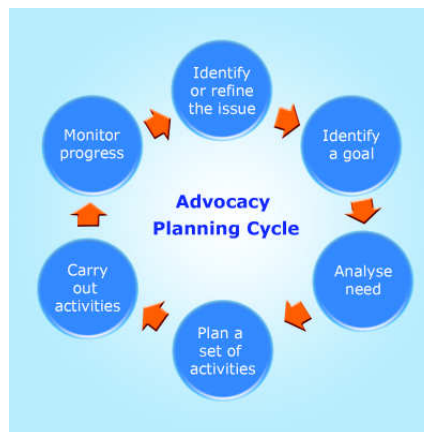 Identify
or refine
the issue
Identify
a goal
Analyse
need
Plan a
set of
activities
Carry
out
activities
Monitor
progress
Advocacy
Planning Cycle